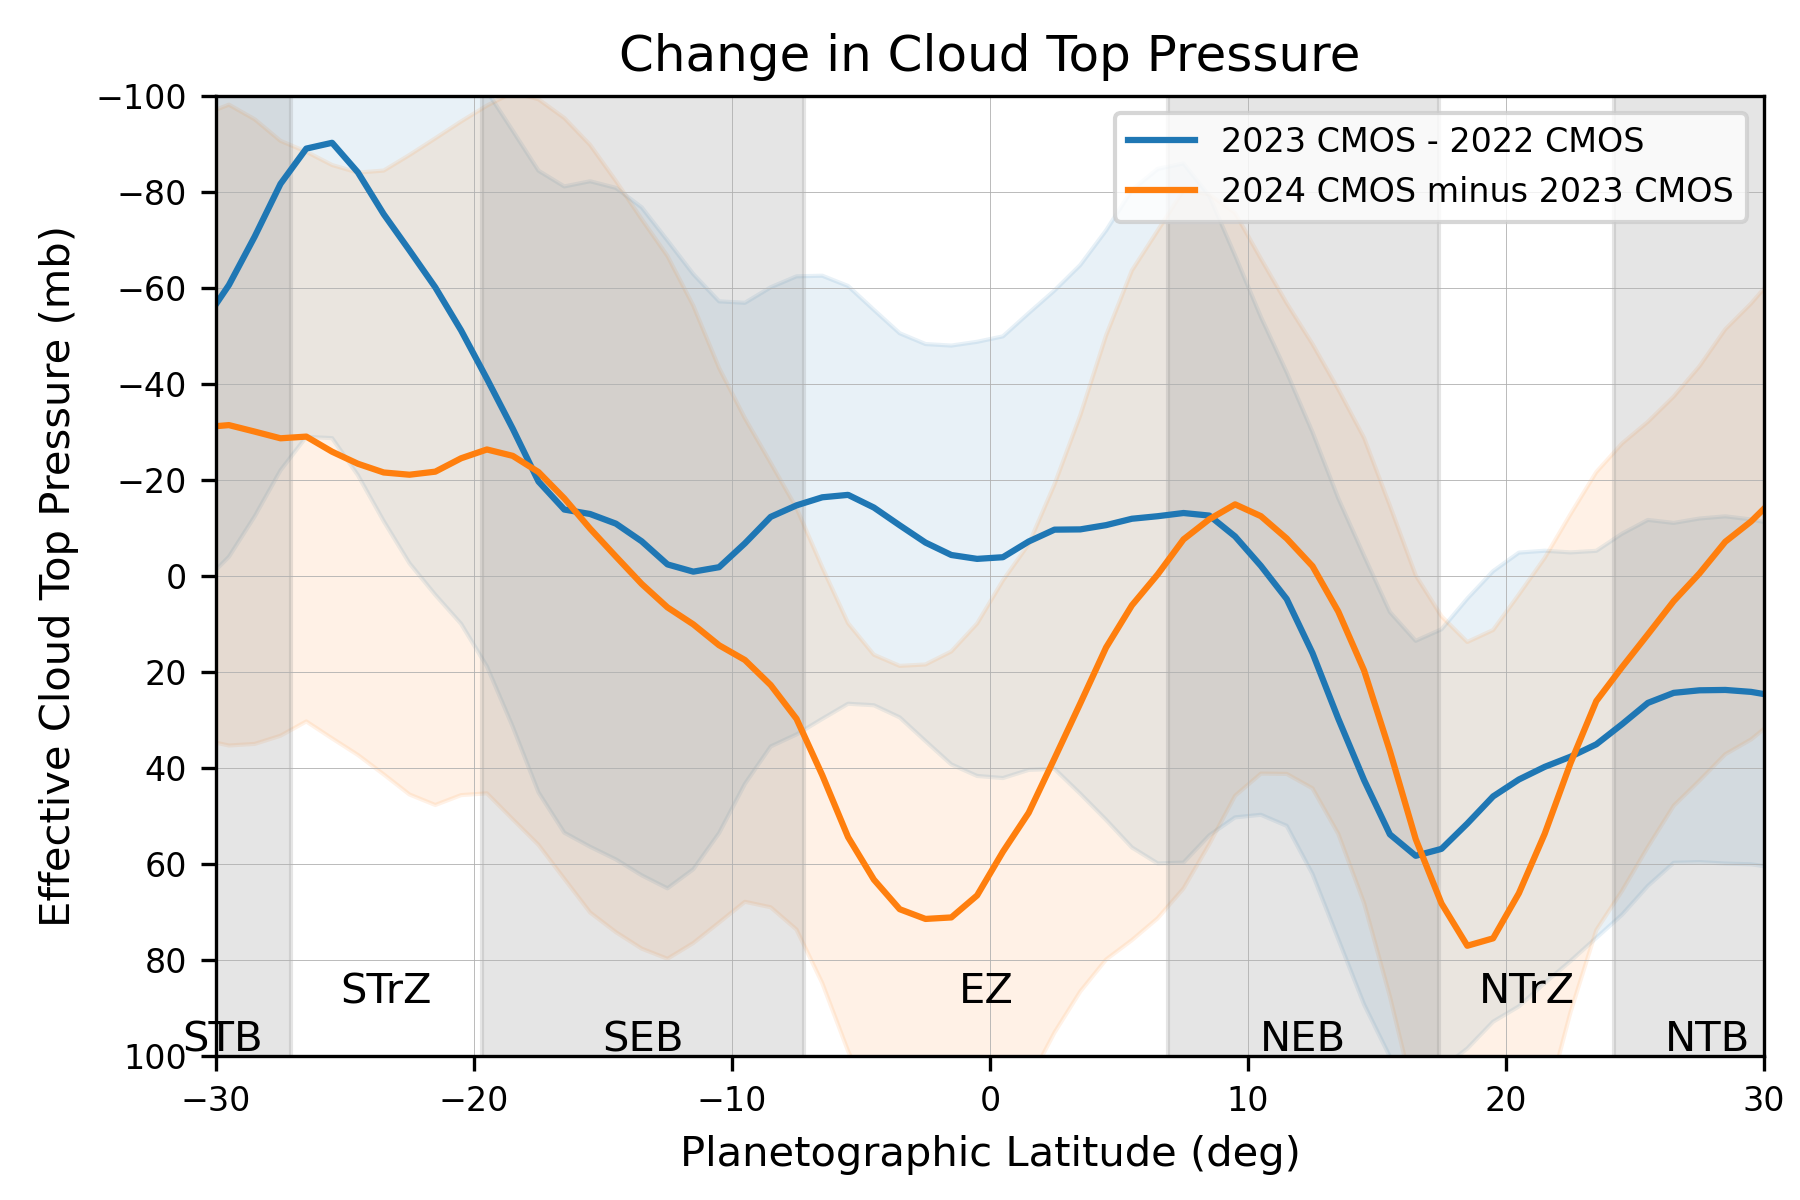 Change in Cloud Top Pressure
2023 CMOS - 2022 CMOS
2024 CMOS minus 2023 CMOS
Effective Cloud Top Pressure (mb)
−100
−80
−60
−40
−20
0
20
40
60
80
100
STrZ
EZ
NTrZ
STB
SEB
NEB
NTB
−30
−20
−10
0
10
20
30
Planetographic Latitude (deg)